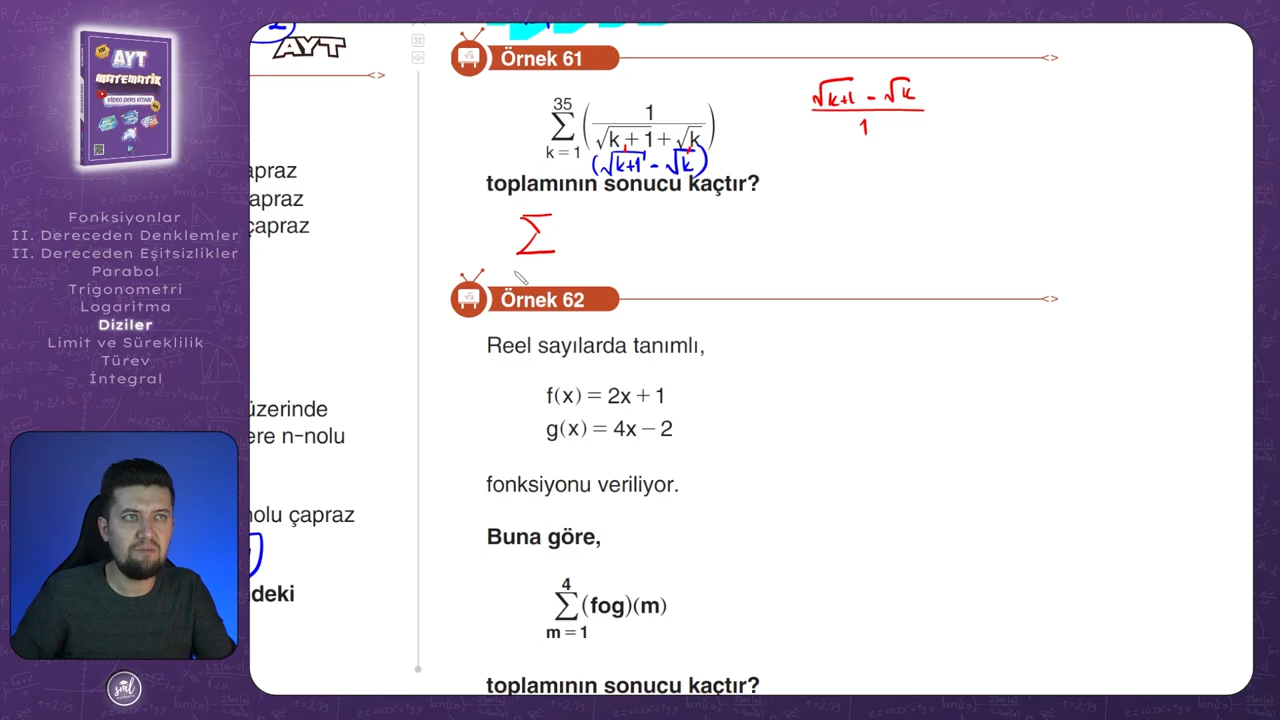 AYT
MATEMATİK
VİDEO DERS KİTABI
Fonksiyonlar
II. Dereceden Denklemler
II. Dereceden Eşitsizlikler
Parabol
Trigonometri
Logaritma
Diziler
Limit ve Süreklilik
Türev
İntegral
sml
AYT
apraz
apraz
çapraz
üzerinde
ere n-nolu
nolu çapraz
deki
Örnek 61
35
∑ (1 / (√k + 1 + √k))
k = 1
(√k+1 - √k)
toplamının sonucu kaçtır?
√k+1 - √k
1
∑
Örnek 62
Reel sayılarda tanımlı,
f(x) = 2x + 1
g(x) = 4x − 2
fonksiyonu veriliyor.
Buna göre,
4
∑ (fog)(m)
m = 1
toplamının sonucu kaçtır?